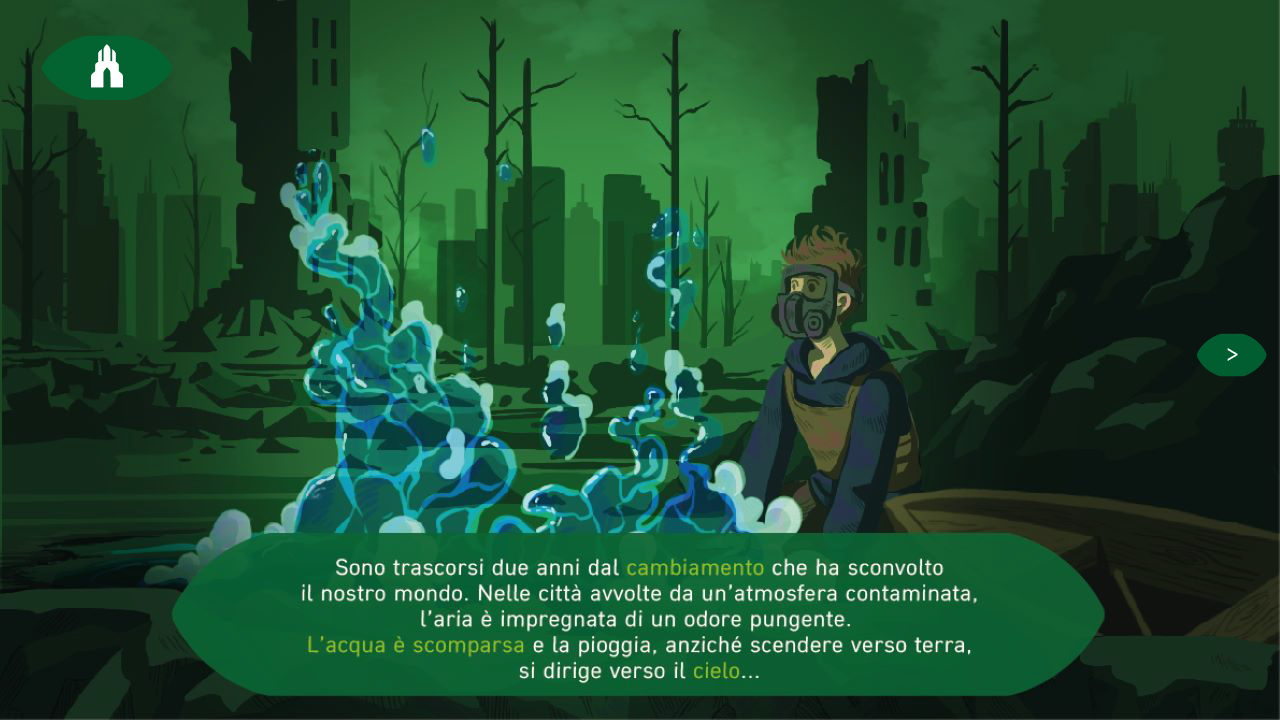 Sono trascorsi due anni dal cambiamento che ha sconvolto
il nostro mondo. Nelle città avvolte da un'atmosfera contaminata,
l'aria è impregnata di un odore pungente.
L'acqua è scomparsa e la pioggia, anziché scendere verso terra,
si dirige verso il cielo...
>